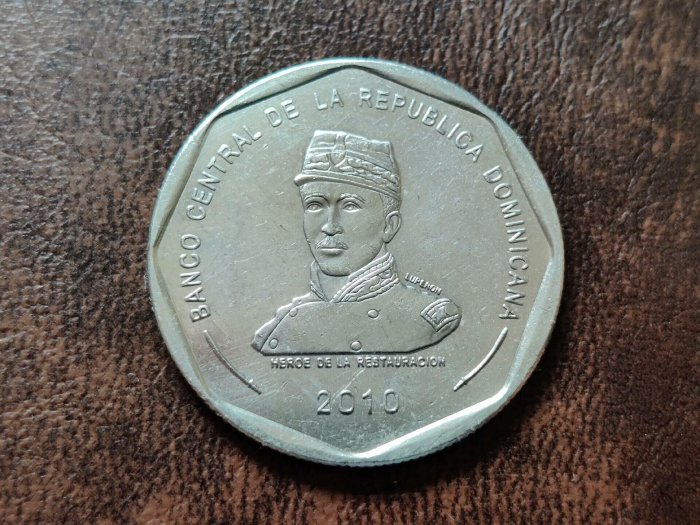 BANCO CENTRAL DE LA REPUBLICA DOMINICANA
LUPERON
HEROE DE LA RESTAURACION
2010